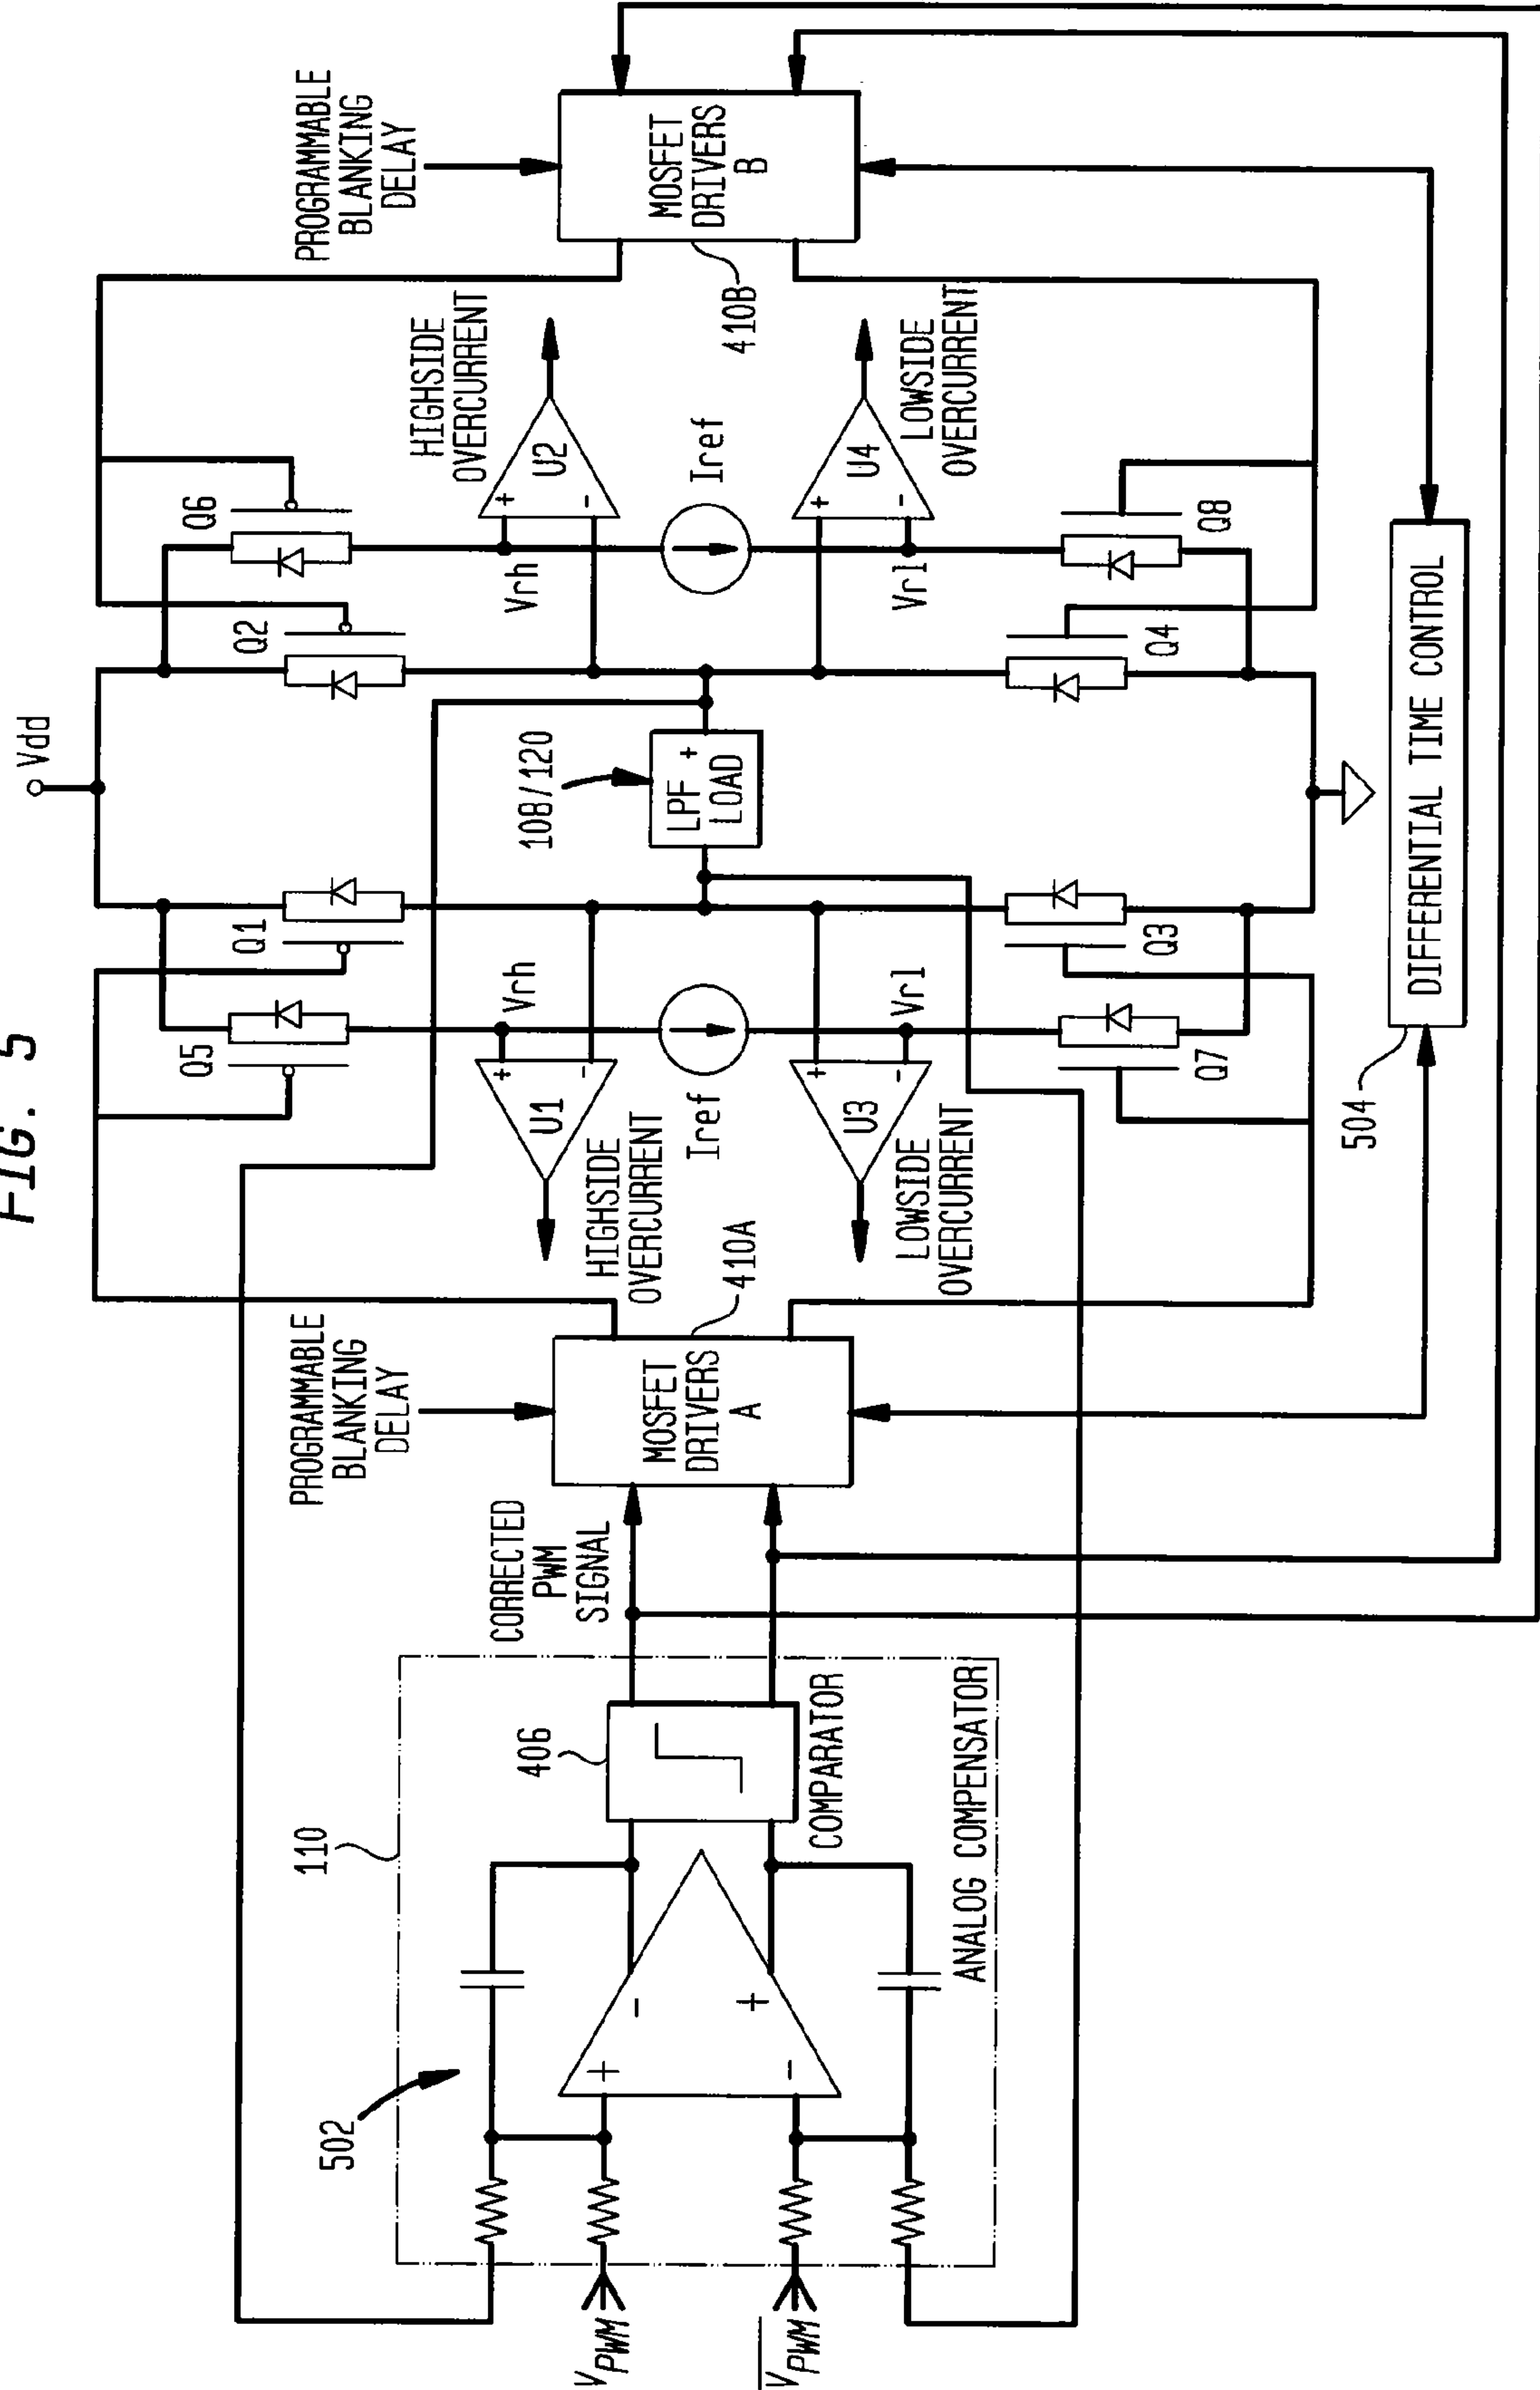 FIG. 5
Vdd
PROGRAMMABLE
BLANKING
DELAY
PROGRAMMABLE
BLANKING
DELAY
Q5
Q1
Q2
Q6
HIGHSIDE
OVERCURRENT
U1
+
-
Vrh
HIGHSIDE
OVERCURRENT
U2
+
-
Vrh
110
502
406
CORRECTED
PWM
SIGNAL
MOSFET
DRIVERS
A
410A
Iref
108/120
LPF +
LOAD
Iref
410B
MOSFET
DRIVERS
B
VPWM
VPWM
+
-
-
+
COMPARATOR
ANALOG COMPENSATOR
LOWSIDE
OVERCURRENT
U3
+
-
Vrl
LOWSIDE
OVERCURRENT
U4
+
-
Vrl
Q7
Q3
Q4
Q8
504
DIFFERENTIAL TIME CONTROL